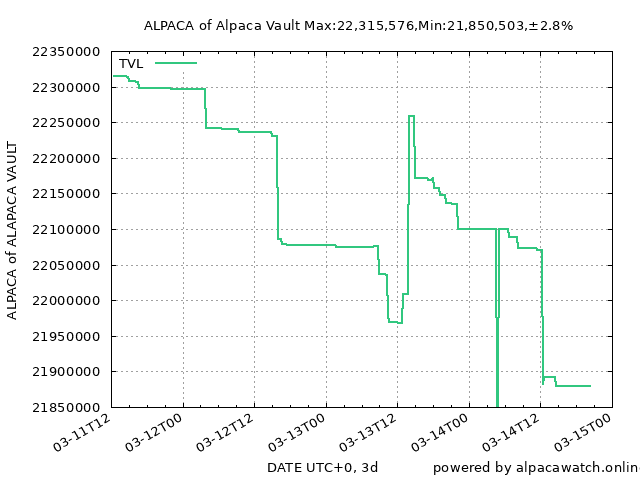 ALPACA of Alpaca Vault Max:22,315,576,Min:21,850,503,±2.8%
TVL
22350000
22300000
22250000
22200000
22150000
22100000
22050000
22000000
21950000
21900000
21850000
ALPACA of ALAPACA VAULT
03-11T12
03-12T00
03-12T12
03-13T00
03-13T12
03-14T00
03-14T12
03-15T00
DATE UTC+0, 3d
powered by alpacawatch.onlin